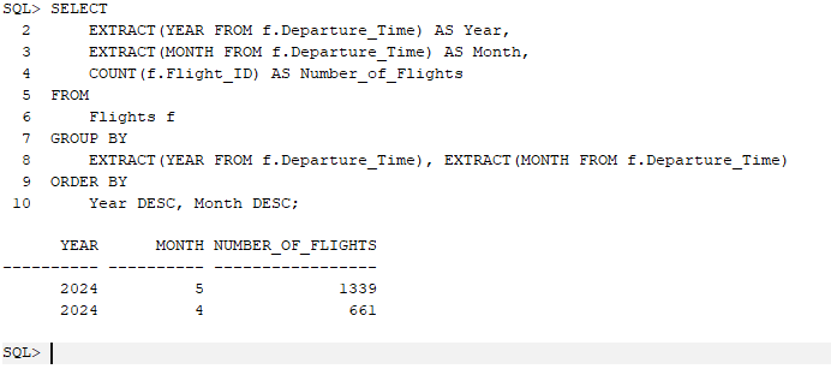 SQL> SELECT
  2      EXTRACT(YEAR FROM f.Departure_Time) AS Year,
  3      EXTRACT(MONTH FROM f.Departure_Time) AS Month,
  4      COUNT(f.Flight_ID) AS Number_of_Flights
  5  FROM
  6      Flights f
  7  GROUP BY
  8      EXTRACT(YEAR FROM f.Departure_Time), EXTRACT(MONTH FROM f.Departure_Time)
  9  ORDER BY
 10      Year DESC, Month DESC;

      YEAR      MONTH NUMBER_OF_FLIGHTS
---------- ---------- -----------------
      2024          5              1339
      2024          4               661

SQL>